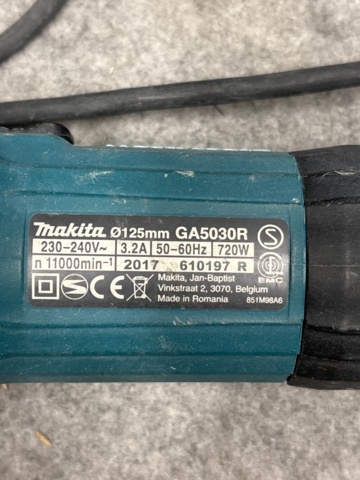 makita Ø125mm GA5030R
230-240V~ 3.2A 50-60Hz 720W
n 11000min⁻¹ 2017 610197 R
Makita, Jan-Baptist
Vinkstraat 2, 3070, Belgium
Made in Romania
EMC
851M98A6